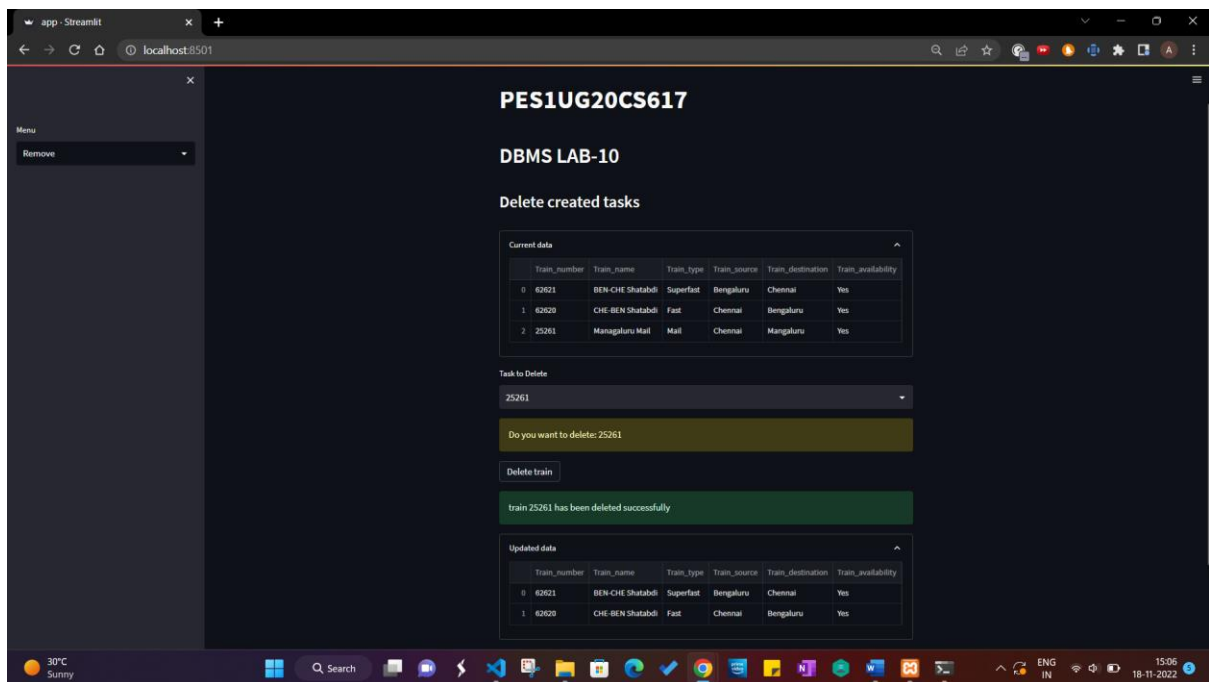 app · Streamlit
localhost:8501
A
Menu
Remove
PES1UG20CS617
DBMS LAB-10
Delete created tasks
Current data
Train_number Train_name Train_type Train_source Train_destination Train_availability
0 62621 BEN-CHE Shatabdi Superfast Bengaluru Chennai Yes
1 62620 CHE-BEN Shatabdi Fast Chennai Bengaluru Yes
2 25261 Managaluru Mail Mail Chennai Mangaluru Yes
Task to Delete
25261
Do you want to delete: 25261
Delete train
train 25261 has been deleted successfully
Updated data
Train_number Train_name Train_type Train_source Train_destination Train_availability
0 62621 BEN-CHE Shatabdi Superfast Bengaluru Chennai Yes
1 62620 CHE-BEN Shatabdi Fast Chennai Bengaluru Yes
30°C
Sunny
Search
ENG
IN
15:06
18-11-2022
5